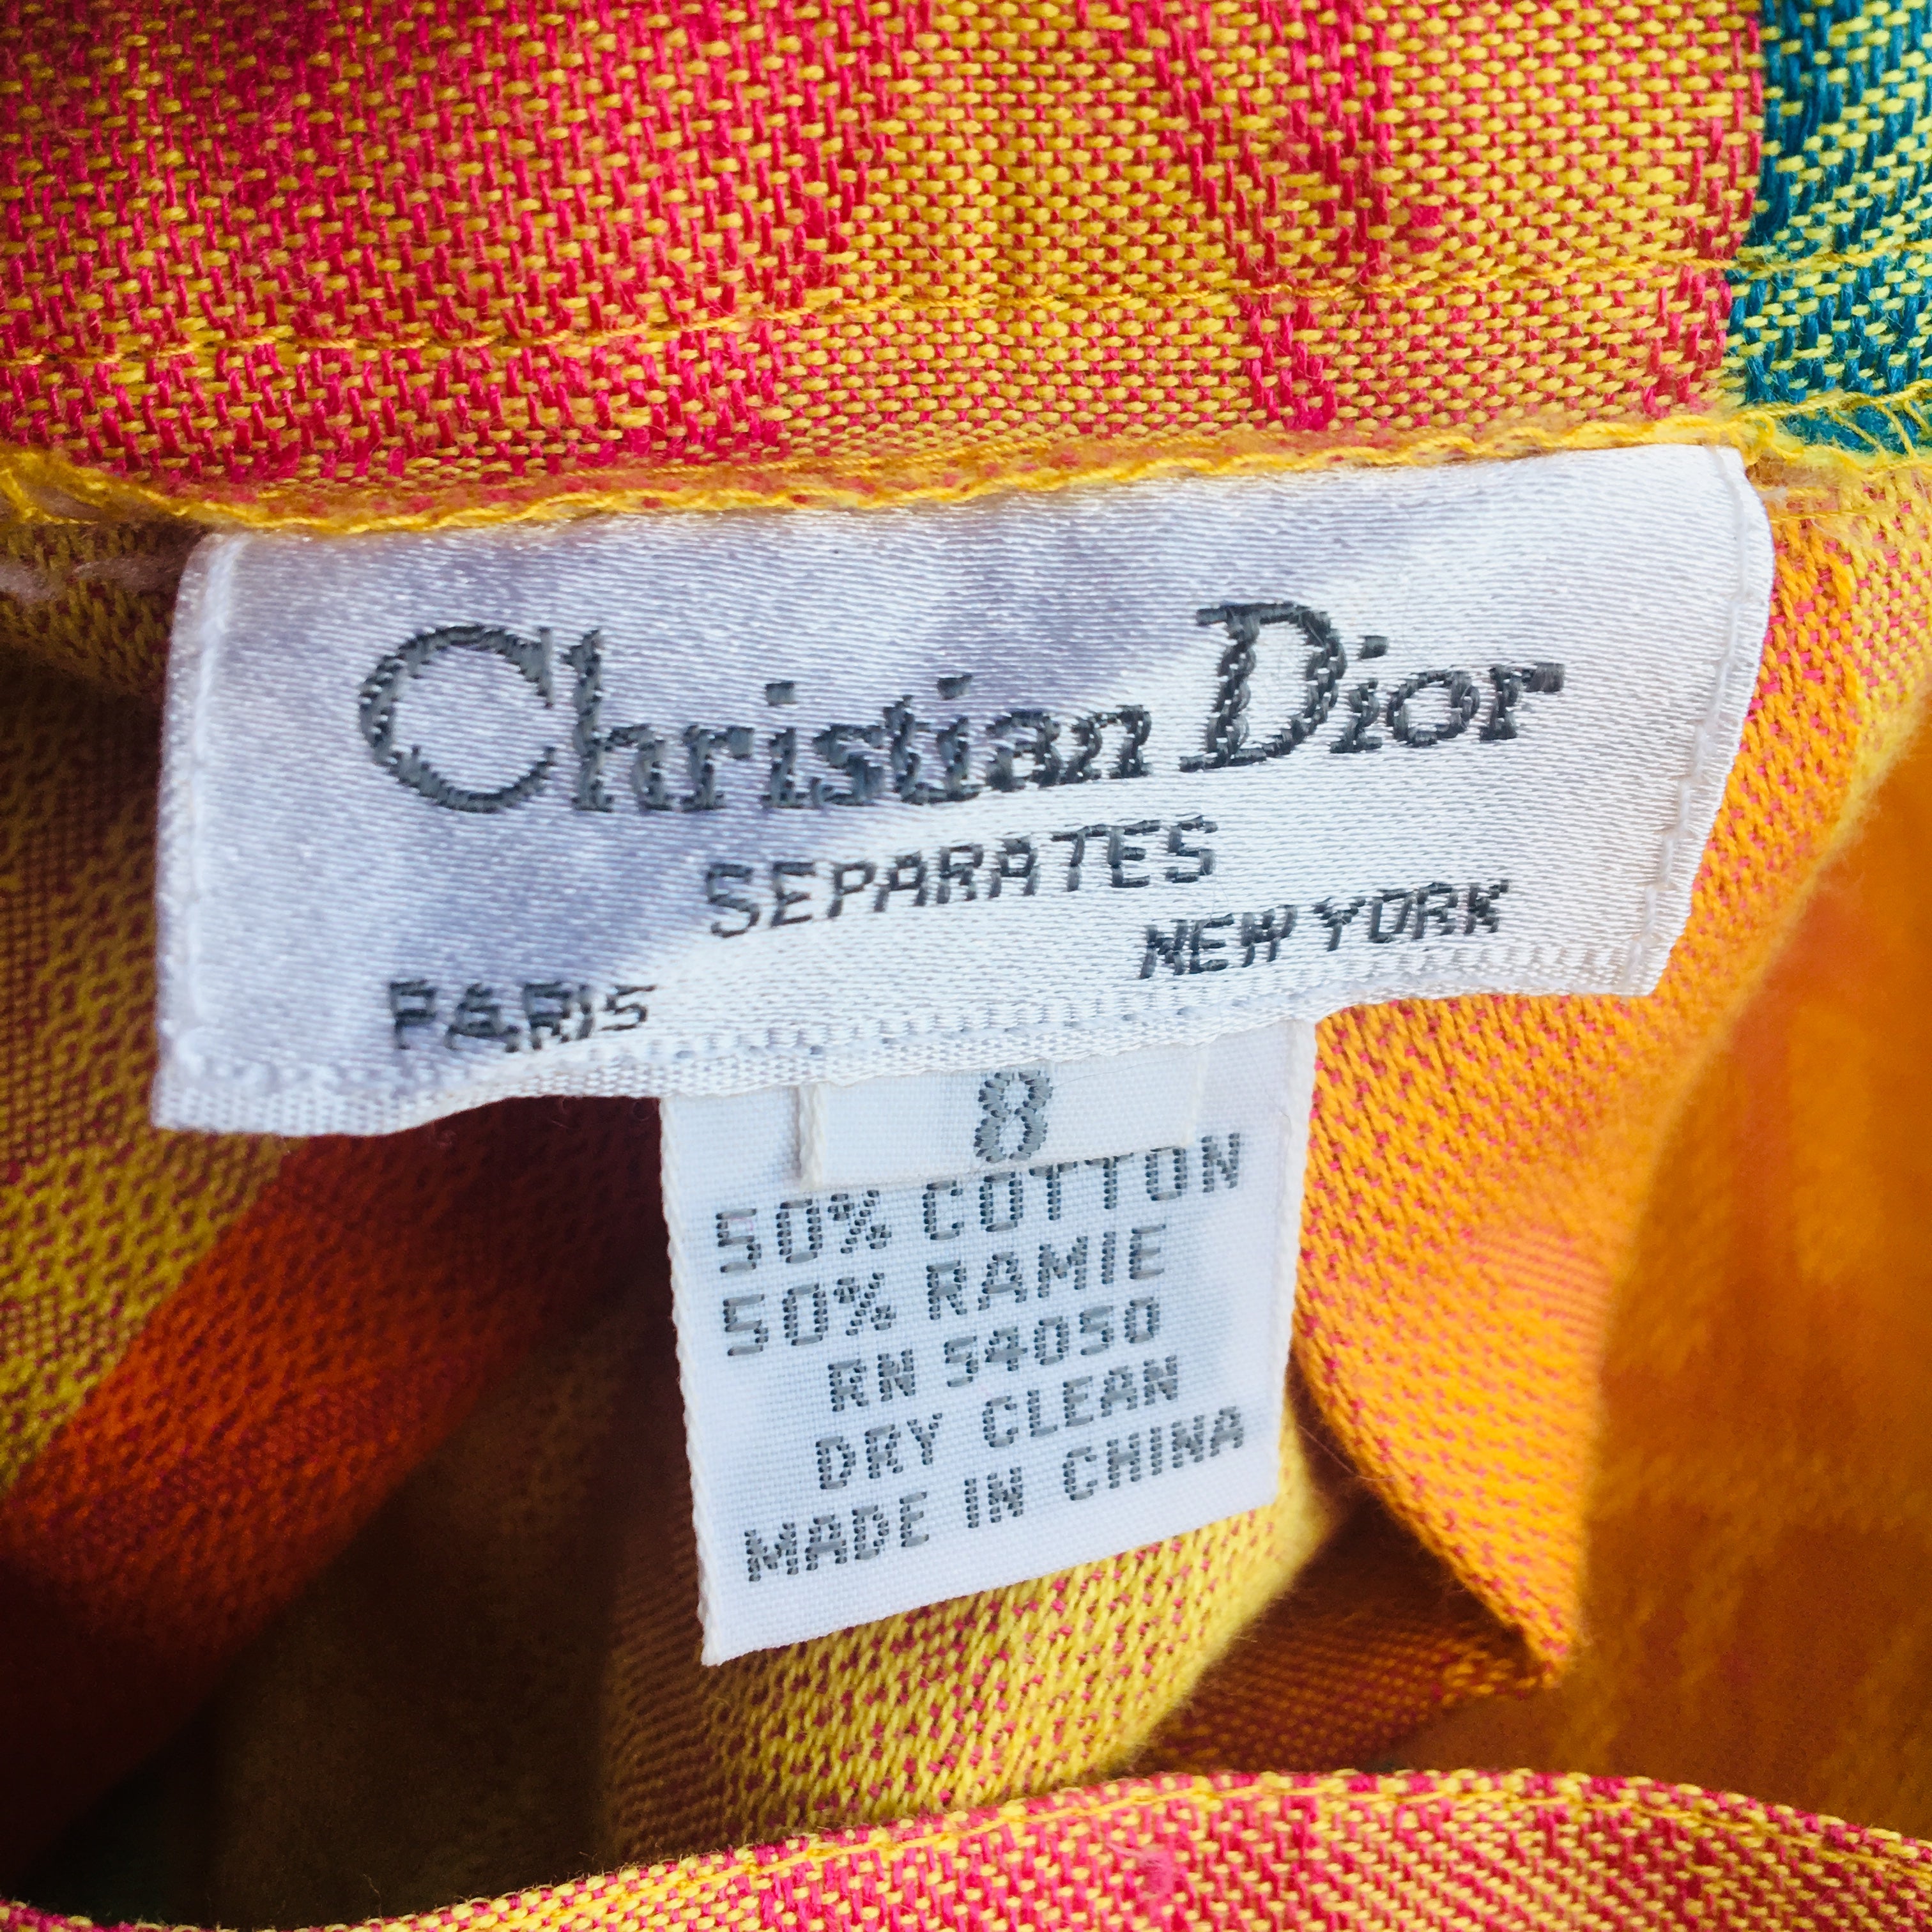 Christian Dior
SEPARATES
PARIS NEW YORK
8
50% COTTON
50% RAMIE
RN 54050
DRY CLEAN
MADE IN CHINA